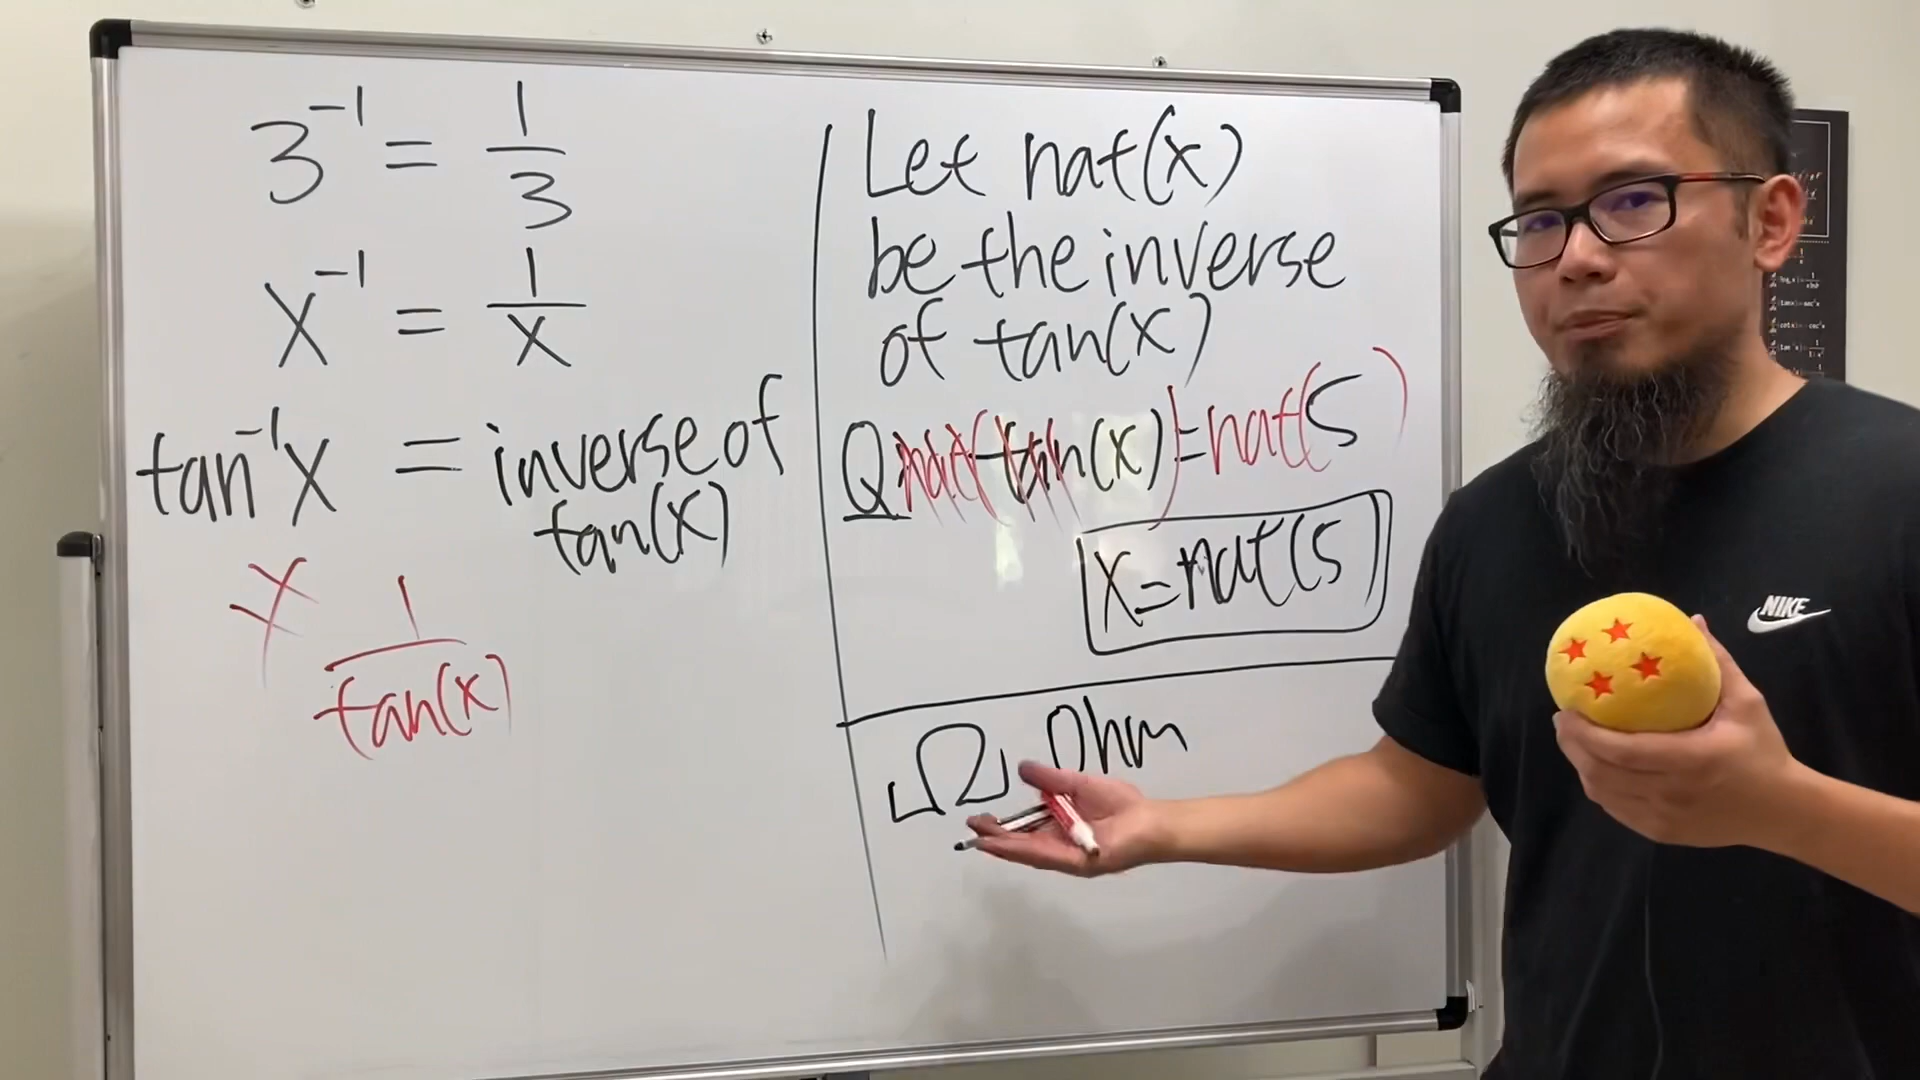 3⁻¹ = 1/3
x⁻¹ = 1/x
tan⁻¹x = inverse of
tan(x)
1/tan(x)
Let nat(x)
be the inverse
of tan(x)
Q nat(tan(x)) = nat(5)
x = nat(5)
Ω Ohm
NIKE